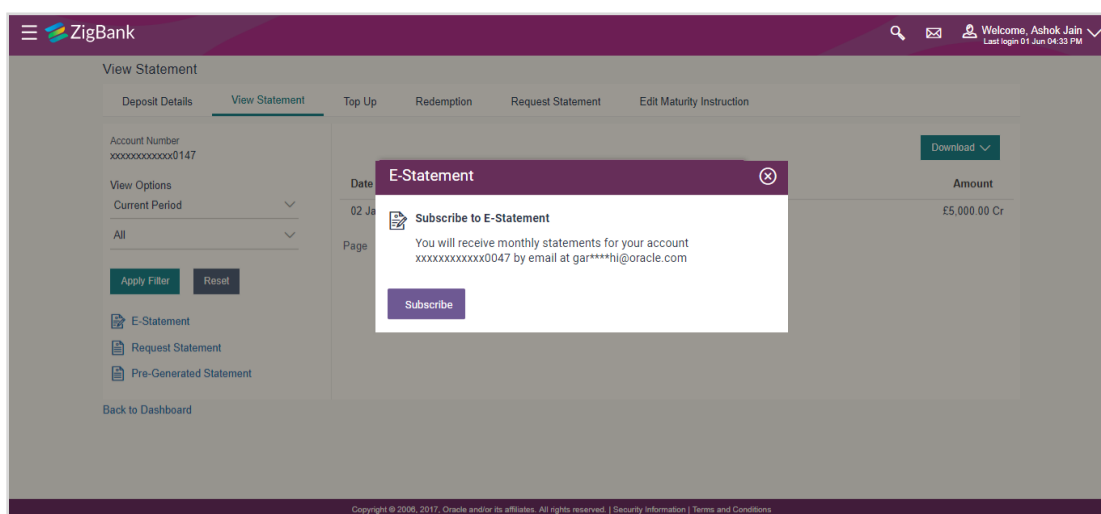 ZigBank
Welcome, Ashok Jain
Last login 01 Jun 04:33 PM
View Statement
Deposit Details View Statement Top Up Redemption Request Statement Edit Maturity Instruction
Account Number
xxxxxxxxxxxx0147
View Options
Current Period
All
Apply Filter Reset
E-Statement
Request Statement
Pre-Generated Statement
Back to Dashboard
Download
Date Amount
02 Ja £5,000.00 Cr
Page
E-Statement
Subscribe to E-Statement
You will receive monthly statements for your account
xxxxxxxxxxxx0047 by email at gar****hi@oracle.com
Subscribe
Copyright © 2006, 2017, Oracle and/or its affiliates. All rights reserved. | Security Information | Terms and Conditions